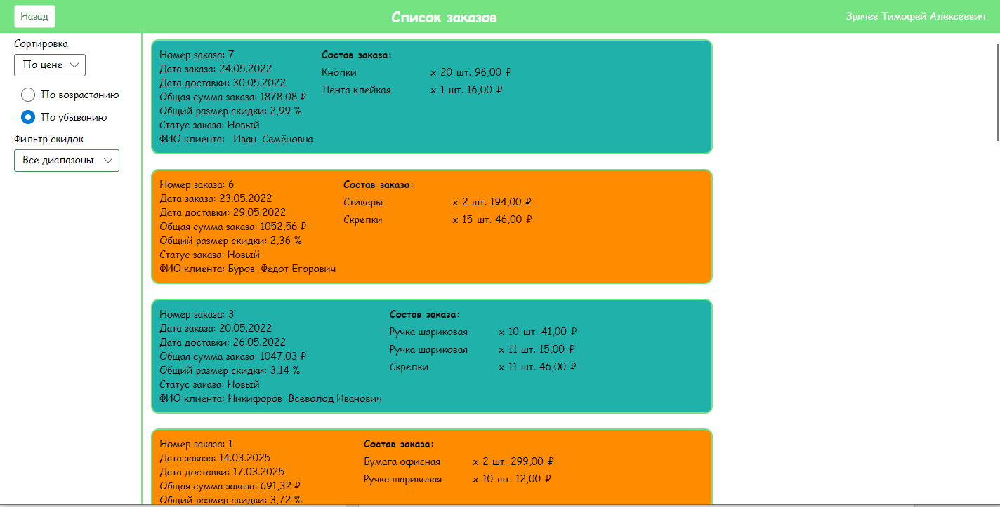 Назад
Список заказов
Зрячев Тимофей Алексеевич
Сортировка
По цене
По возрастанию
По убыванию
Фильтр скидок
Все диапазоны
Номер заказа: 7
Дата заказа: 24.05.2022
Дата доставки: 30.05.2022
Общая сумма заказа: 1878,08 ₽
Общий размер скидки: 2,99 %
Статус заказа: Новый
ФИО клиента: Иван Семёновна
Состав заказа:
Кнопки x 20 шт. 96,00 ₽
Лента клейкая x 1 шт. 16,00 ₽
Номер заказа: 6
Дата заказа: 23.05.2022
Дата доставки: 29.05.2022
Общая сумма заказа: 1052,56 ₽
Общий размер скидки: 2,36 %
Статус заказа: Новый
ФИО клиента: Буров Федот Егорович
Состав заказа:
Стикеры x 2 шт. 194,00 ₽
Скрепки x 15 шт. 46,00 ₽
Номер заказа: 3
Дата заказа: 20.05.2022
Дата доставки: 26.05.2022
Общая сумма заказа: 1047,03 ₽
Общий размер скидки: 3,14 %
Статус заказа: Новый
ФИО клиента: Никифоров Всеволод Иванович
Состав заказа:
Ручка шариковая x 10 шт. 41,00 ₽
Ручка шариковая x 11 шт. 15,00 ₽
Скрепки x 11 шт. 46,00 ₽
Номер заказа: 1
Дата заказа: 14.03.2025
Дата доставки: 17.03.2025
Общая сумма заказа: 691,32 ₽
Общий размер скидки: 3,72 %
Состав заказа:
Бумага офисная x 2 шт. 299,00 ₽
Ручка шариковая x 10 шт. 12,00 ₽